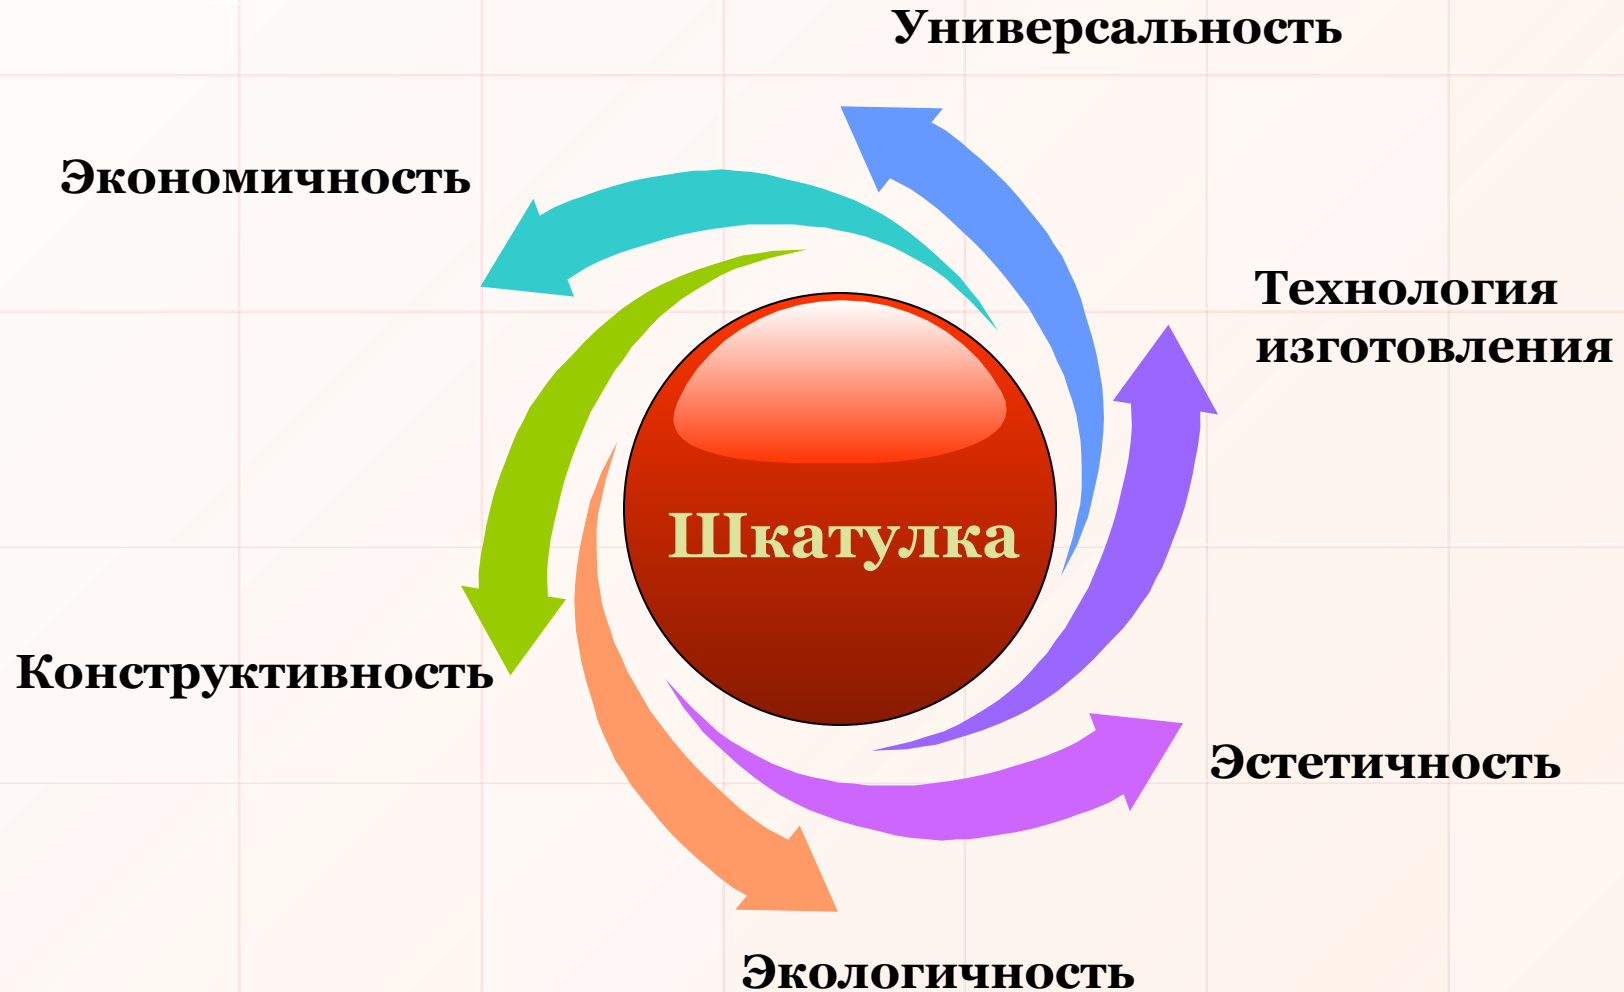 Универсальность
Экономичность
Технология
изготовления
Шкатулка
Конструктивность
Эстетичность
Экологичность